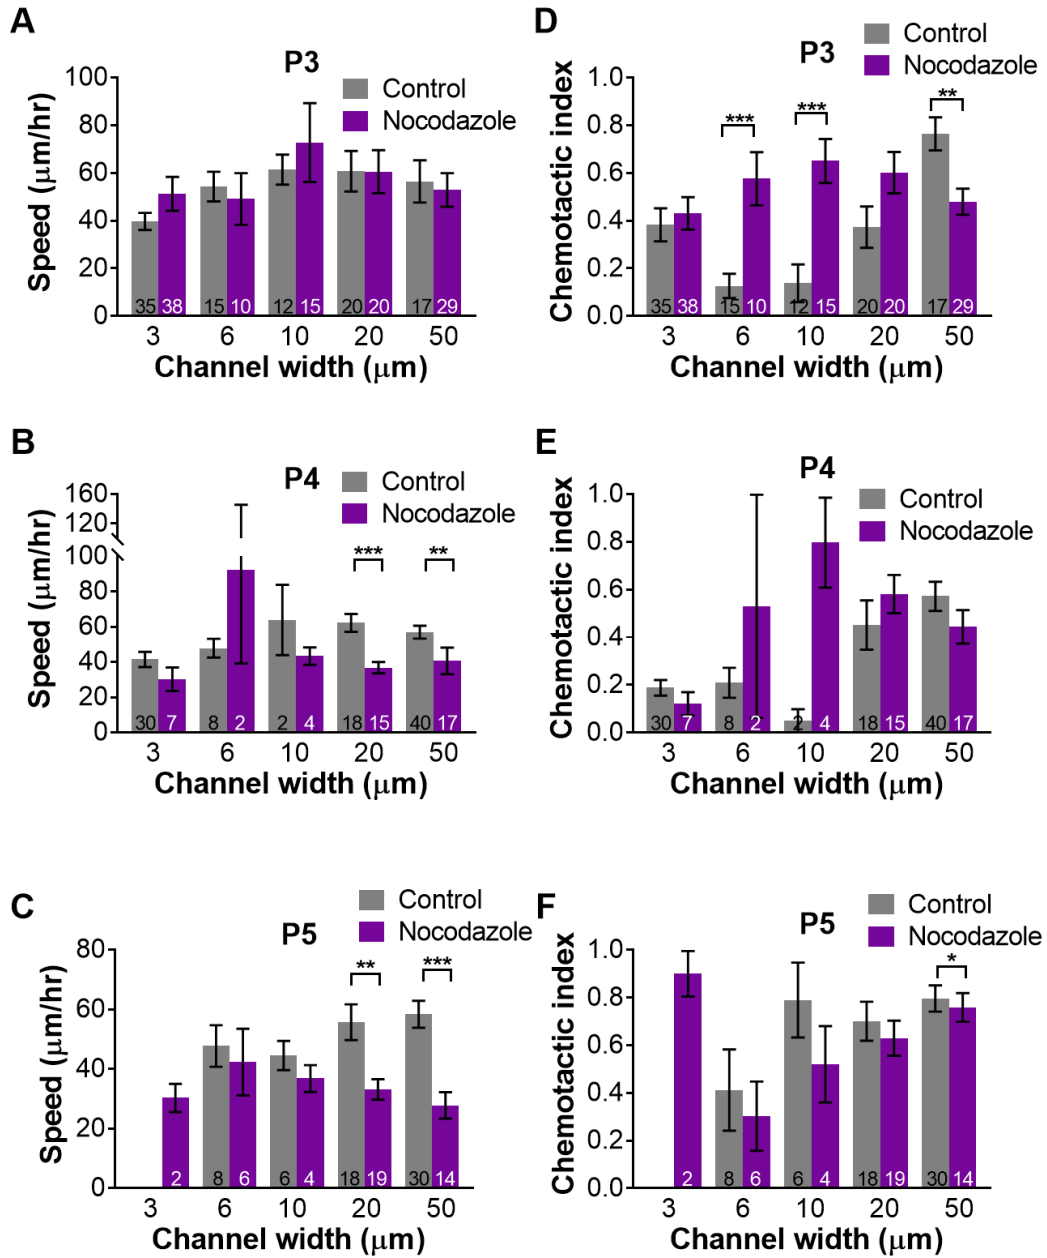 A
P3
Control
Nocodazole
Speed (μm/hr)
100
80
60
40
20
0
35 38 15 10 12 15 20 20 17 29
3 6 10 20 50
Channel width (μm)
D
P3
Control
Nocodazole
Chemotactic index
1.0
0.8
0.6
0.4
0.2
0.0
*** *** **
35 38 15 10 12 15 20 20 17 29
3 6 10 20 50
Channel width (μm)
B
P4
Control
Nocodazole
Speed (μm/hr)
160
120
100
80
60
40
20
0
*** **
30 7 8 2 2 4 18 15 40 17
3 6 10 20 50
Channel width (μm)
E
P4
Control
Nocodazole
Chemotactic index
1.0
0.8
0.6
0.4
0.2
0.0
30 7 8 2 2 4 18 15 40 17
3 6 10 20 50
Channel width (μm)
C
P5
Control
Nocodazole
Speed (μm/hr)
80
60
40
20
0
** ***
2 8 6 6 4 18 19 30 14
3 6 10 20 50
Channel width (μm)
F
P5
Control
Nocodazole
Chemotactic index
1.0
0.8
0.6
0.4
0.2
0.0
*
2 8 6 6 4 18 19 30 14
3 6 10 20 50
Channel width (μm)